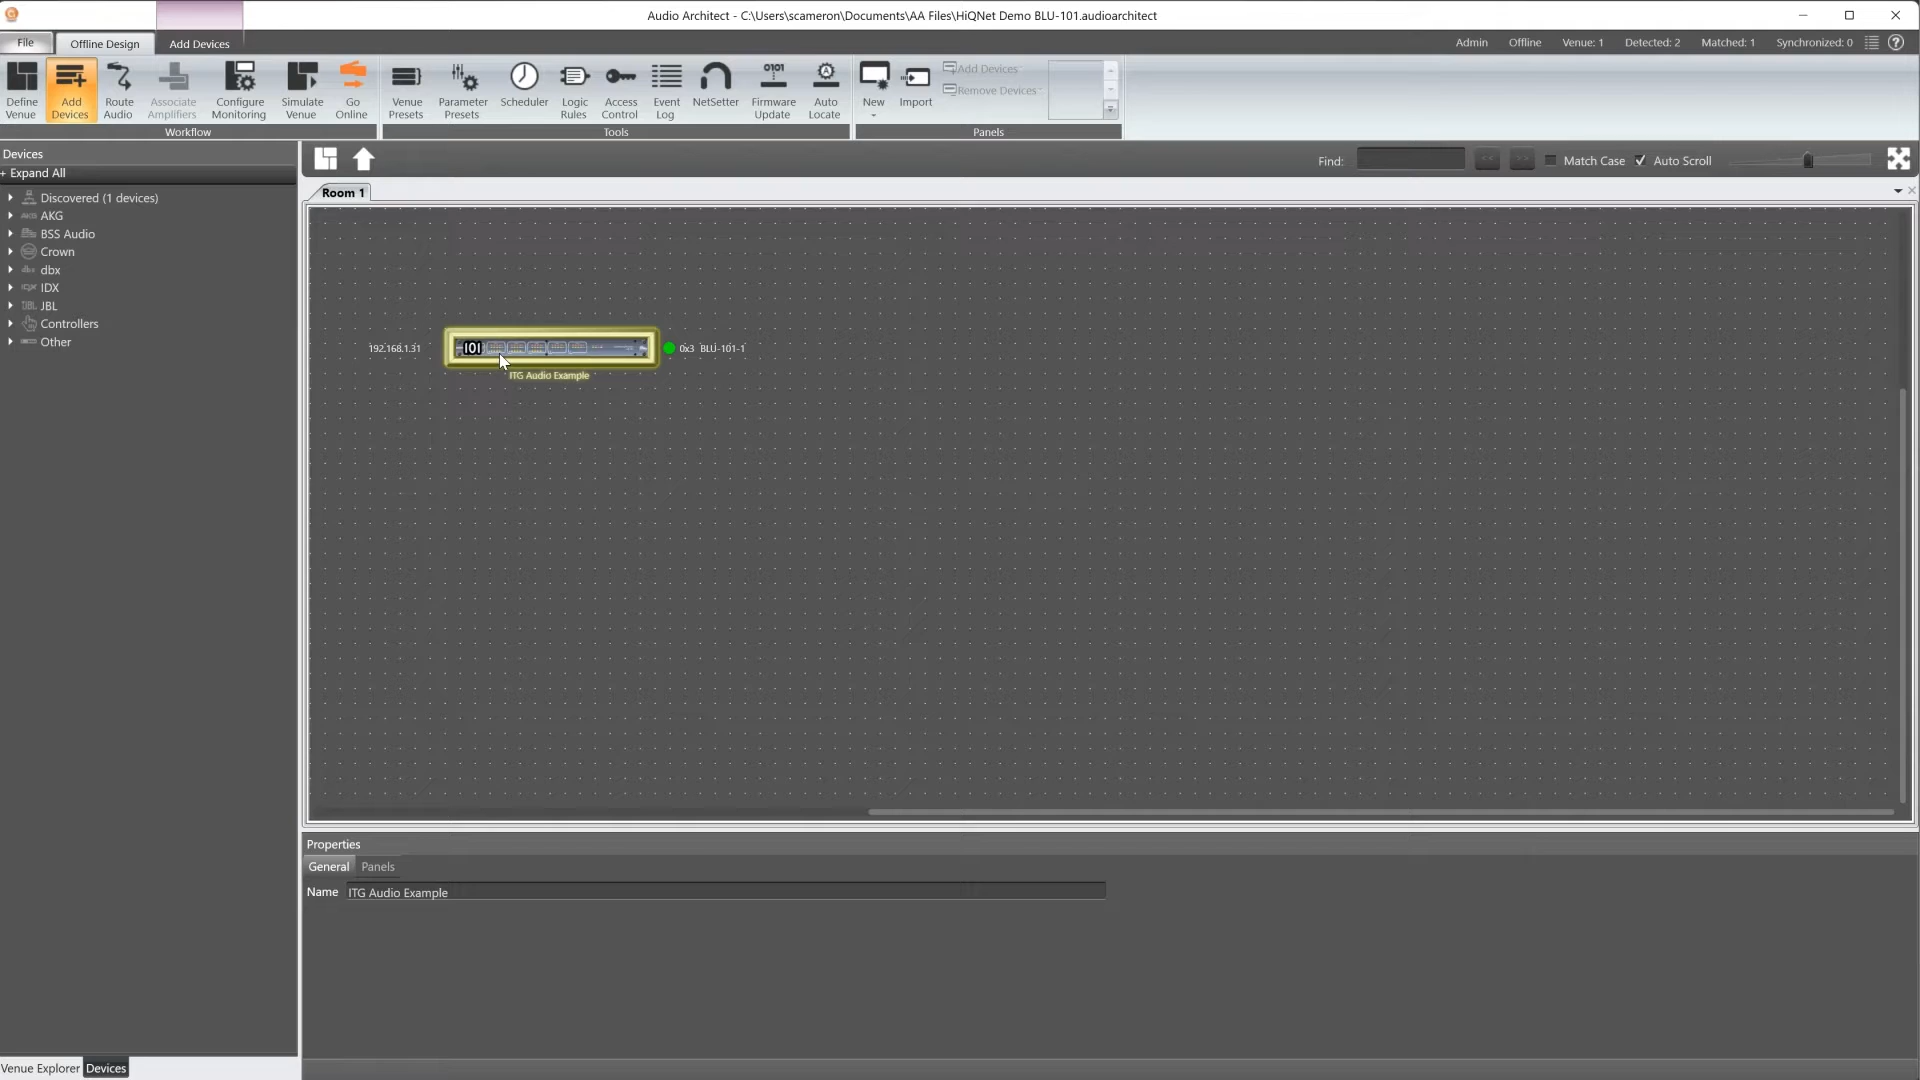 Audio Architect - C:\Users\scameron\Documents\AA Files\HiQNet Demo BLU-101.audioarchitect
File
Offline Design
Add Devices
Admin
Offline
Venue: 1
Detected: 2
Matched: 1
Synchronized: 0
Define Venue
Add Devices
Route Audio
Associate Amplifiers
Configure Monitoring
Simulate Venue
Go Online
Venue Presets
Parameter Presets
Scheduler
Logic Rules
Access Control
Event Log
NetSetter
0101
Firmware Update
Auto Locate
New
Import
Add Devices
Remove Devices
Workflow
Tools
Panels
Devices
+ Expand All
Find:
<<
>>
Match Case
Auto Scroll
Room 1
Discovered (1 devices)
AKG
BSS Audio
Crown
dbx
IDX
JBL
Controllers
Other
192.168.1.31
101
0x3 BLU-101-1
ITG Audio Example
Properties
General
Panels
Name
ITG Audio Example
Venue Explorer
Devices